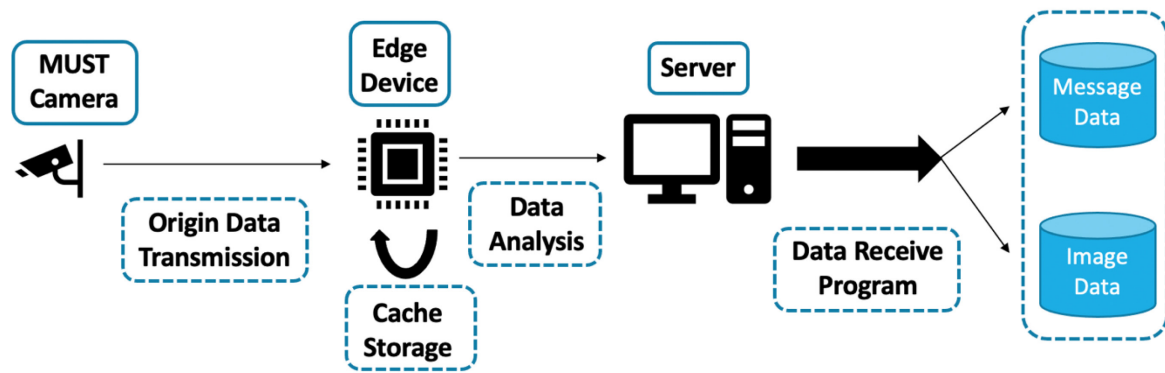 MUST
Camera
Origin Data
Transmission
Edge
Device
Cache
Storage
Data
Analysis
Server
Data Receive
Program
Message
Data
Image
Data